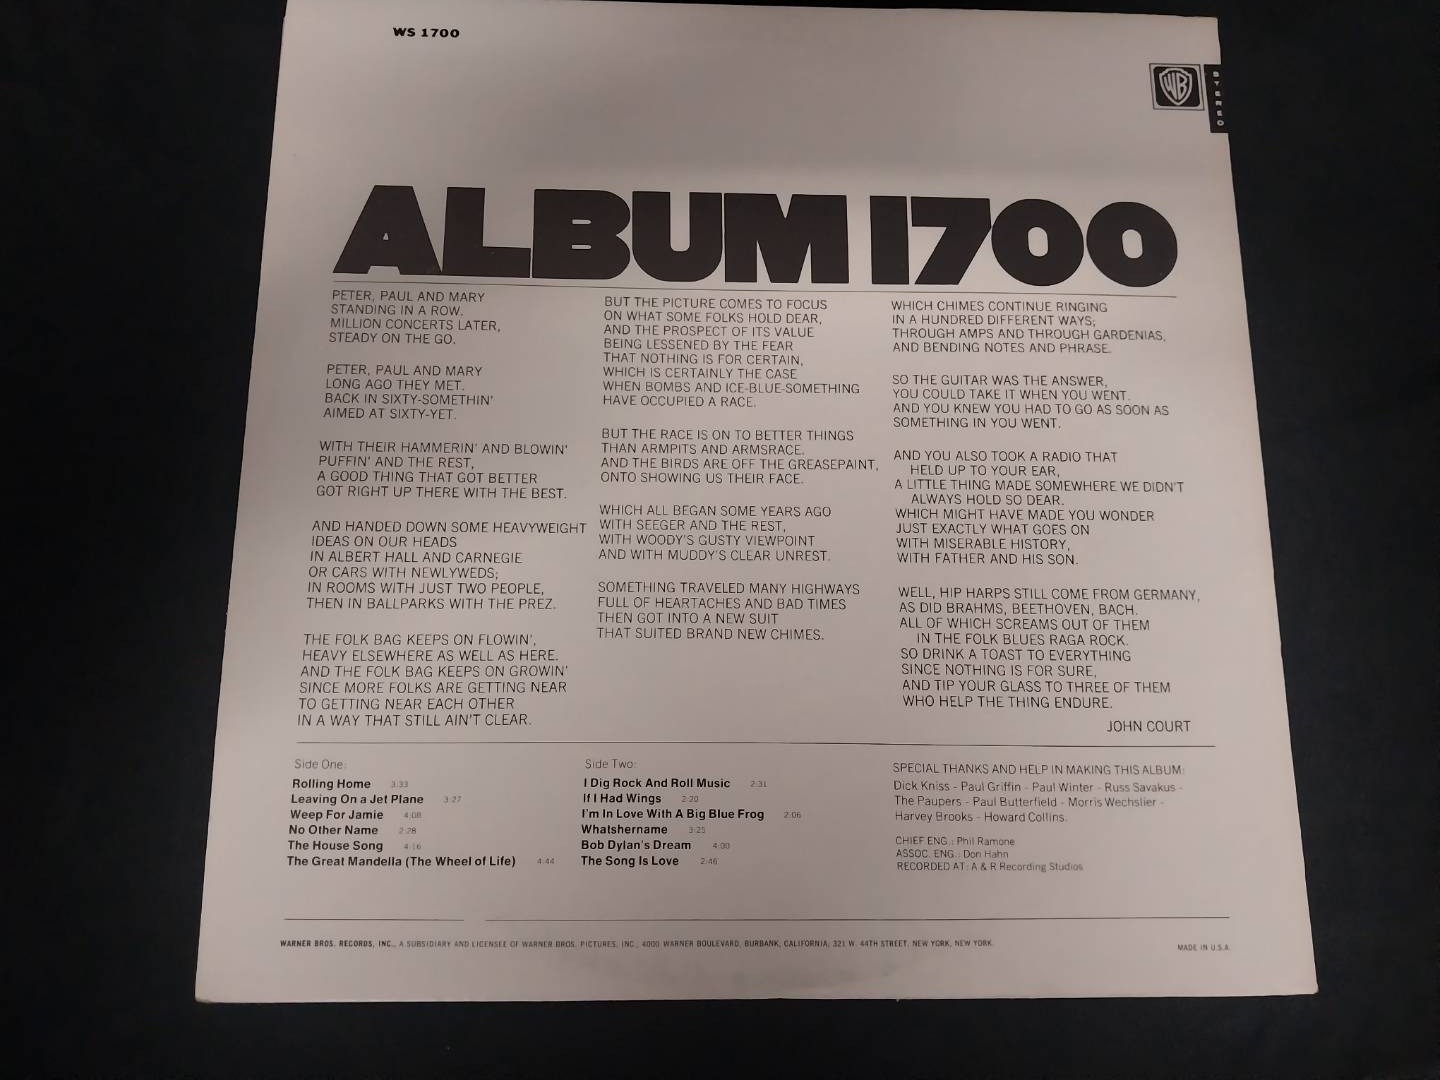 WS 1700
WB
STEREO
ALBUM 1700
PETER, PAUL AND MARY
STANDING IN A ROW.
MILLION CONCERTS LATER,
STEADY ON THE GO.
PETER, PAUL AND MARY
LONG AGO THEY MET.
BACK IN SIXTY-SOMETHIN'
AIMED AT SIXTY-YET.
WITH THEIR HAMMERIN' AND BLOWIN'
PUFFIN' AND THE REST,
A GOOD THING THAT GOT BETTER
GOT RIGHT UP THERE WITH THE BEST.
AND HANDED DOWN SOME HEAVYWEIGHT
IDEAS ON OUR HEADS
IN ALBERT HALL AND CARNEGIE
OR CARS WITH NEWLYWEDS;
IN ROOMS WITH JUST TWO PEOPLE,
THEN IN BALLPARKS WITH THE PREZ.
THE FOLK BAG KEEPS ON FLOWIN',
HEAVY ELSEWHERE AS WELL AS HERE.
AND THE FOLK BAG KEEPS ON GROWIN'
SINCE MORE FOLKS ARE GETTING NEAR
TO GETTING NEAR EACH OTHER
IN A WAY THAT STILL AIN'T CLEAR.
BUT THE PICTURE COMES TO FOCUS
ON WHAT SOME FOLKS HOLD DEAR,
AND THE PROSPECT OF ITS VALUE
BEING LESSENED BY THE FEAR
THAT NOTHING IS FOR CERTAIN,
WHICH IS CERTAINLY THE CASE
WHEN BOMBS AND ICE-BLUE-SOMETHING
HAVE OCCUPIED A RACE.
BUT THE RACE IS ON TO BETTER THINGS
THAN ARMPITS AND ARMSRACE.
AND THE BIRDS ARE OFF THE GREASEPAINT,
ONTO SHOWING US THEIR FACE.
WHICH ALL BEGAN SOME YEARS AGO
WITH SEEGER AND THE REST,
WITH WOODY'S GUSTY VIEWPOINT
AND WITH MUDDY'S CLEAR UNREST.
SOMETHING TRAVELED MANY HIGHWAYS
FULL OF HEARTACHES AND BAD TIMES
THEN GOT INTO A NEW SUIT
THAT SUITED BRAND NEW CHIMES.
WHICH CHIMES CONTINUE RINGING
IN A HUNDRED DIFFERENT WAYS;
THROUGH AMPS AND THROUGH GARDENIAS,
AND BENDING NOTES AND PHRASE.
SO THE GUITAR WAS THE ANSWER,
YOU COULD TAKE IT WHEN YOU WENT.
AND YOU KNEW YOU HAD TO GO AS SOON AS
SOMETHING IN YOU WENT.
AND YOU ALSO TOOK A RADIO THAT
HELD UP TO YOUR EAR,
A LITTLE THING MADE SOMEWHERE WE DIDN'T
ALWAYS HOLD SO DEAR.
WHICH MIGHT HAVE MADE YOU WONDER
JUST EXACTLY WHAT GOES ON
WITH MISERABLE HISTORY,
WITH FATHER AND HIS SON.
WELL, HIP HARPS STILL COME FROM GERMANY,
AS DID BRAHMS, BEETHOVEN, BACH.
ALL OF WHICH SCREAMS OUT OF THEM
IN THE FOLK BLUES RAGA ROCK.
SO DRINK A TOAST TO EVERYTHING
SINCE NOTHING IS FOR SURE,
AND TIP YOUR GLASS TO THREE OF THEM
WHO HELP THE THING ENDURE.
JOHN COURT
Side One:
Rolling Home 3:33
Leaving On a Jet Plane 3:27
Weep For Jamie 4:08
No Other Name 2:28
The House Song 4:16
The Great Mandella (The Wheel of Life) 4:44
Side Two:
I Dig Rock And Roll Music 2:31
If I Had Wings 2:20
I'm In Love With A Big Blue Frog 2:06
Whatshername 3:25
Bob Dylan's Dream 4:00
The Song Is Love 2:46
SPECIAL THANKS AND HELP IN MAKING THIS ALBUM:
Dick Kniss - Paul Griffin - Paul Winter - Russ Savakus -
The Paupers - Paul Butterfield - Morris Wechslier -
Harvey Brooks - Howard Collins.
CHIEF ENG.: Phil Ramone
ASSOC. ENG.: Don Hahn
RECORDED AT: A & R Recording Studios
WARNER BROS. RECORDS, INC., A SUBSIDIARY AND LICENSEE OF WARNER BROS. PICTURES, INC., 4000 WARNER BOULEVARD, BURBANK, CALIFORNIA, 321 W. 44TH STREET, NEW YORK, NEW YORK.
MADE IN U.S.A.